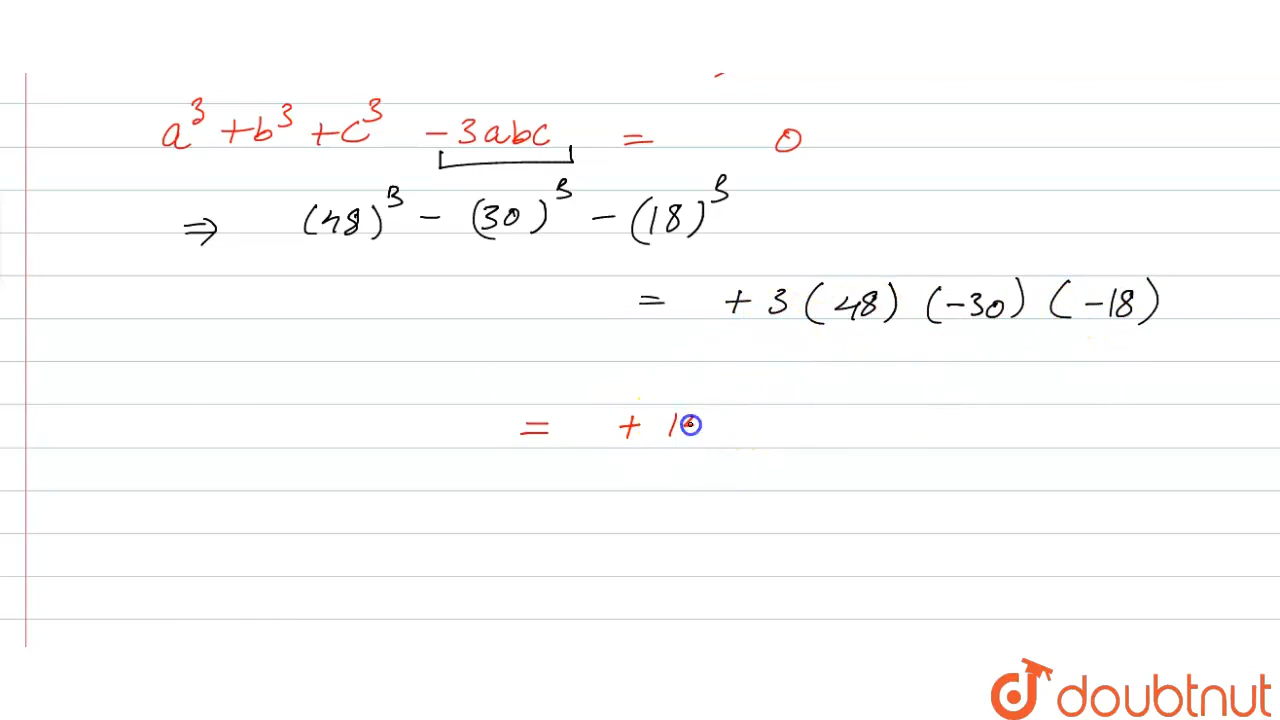 a³ + b³ + c³ - 3abc = 0
⇒ (48)³ - (30)³ - (18)³
= + 3 (48) (-30) (-18)
= + 1
doubtnut